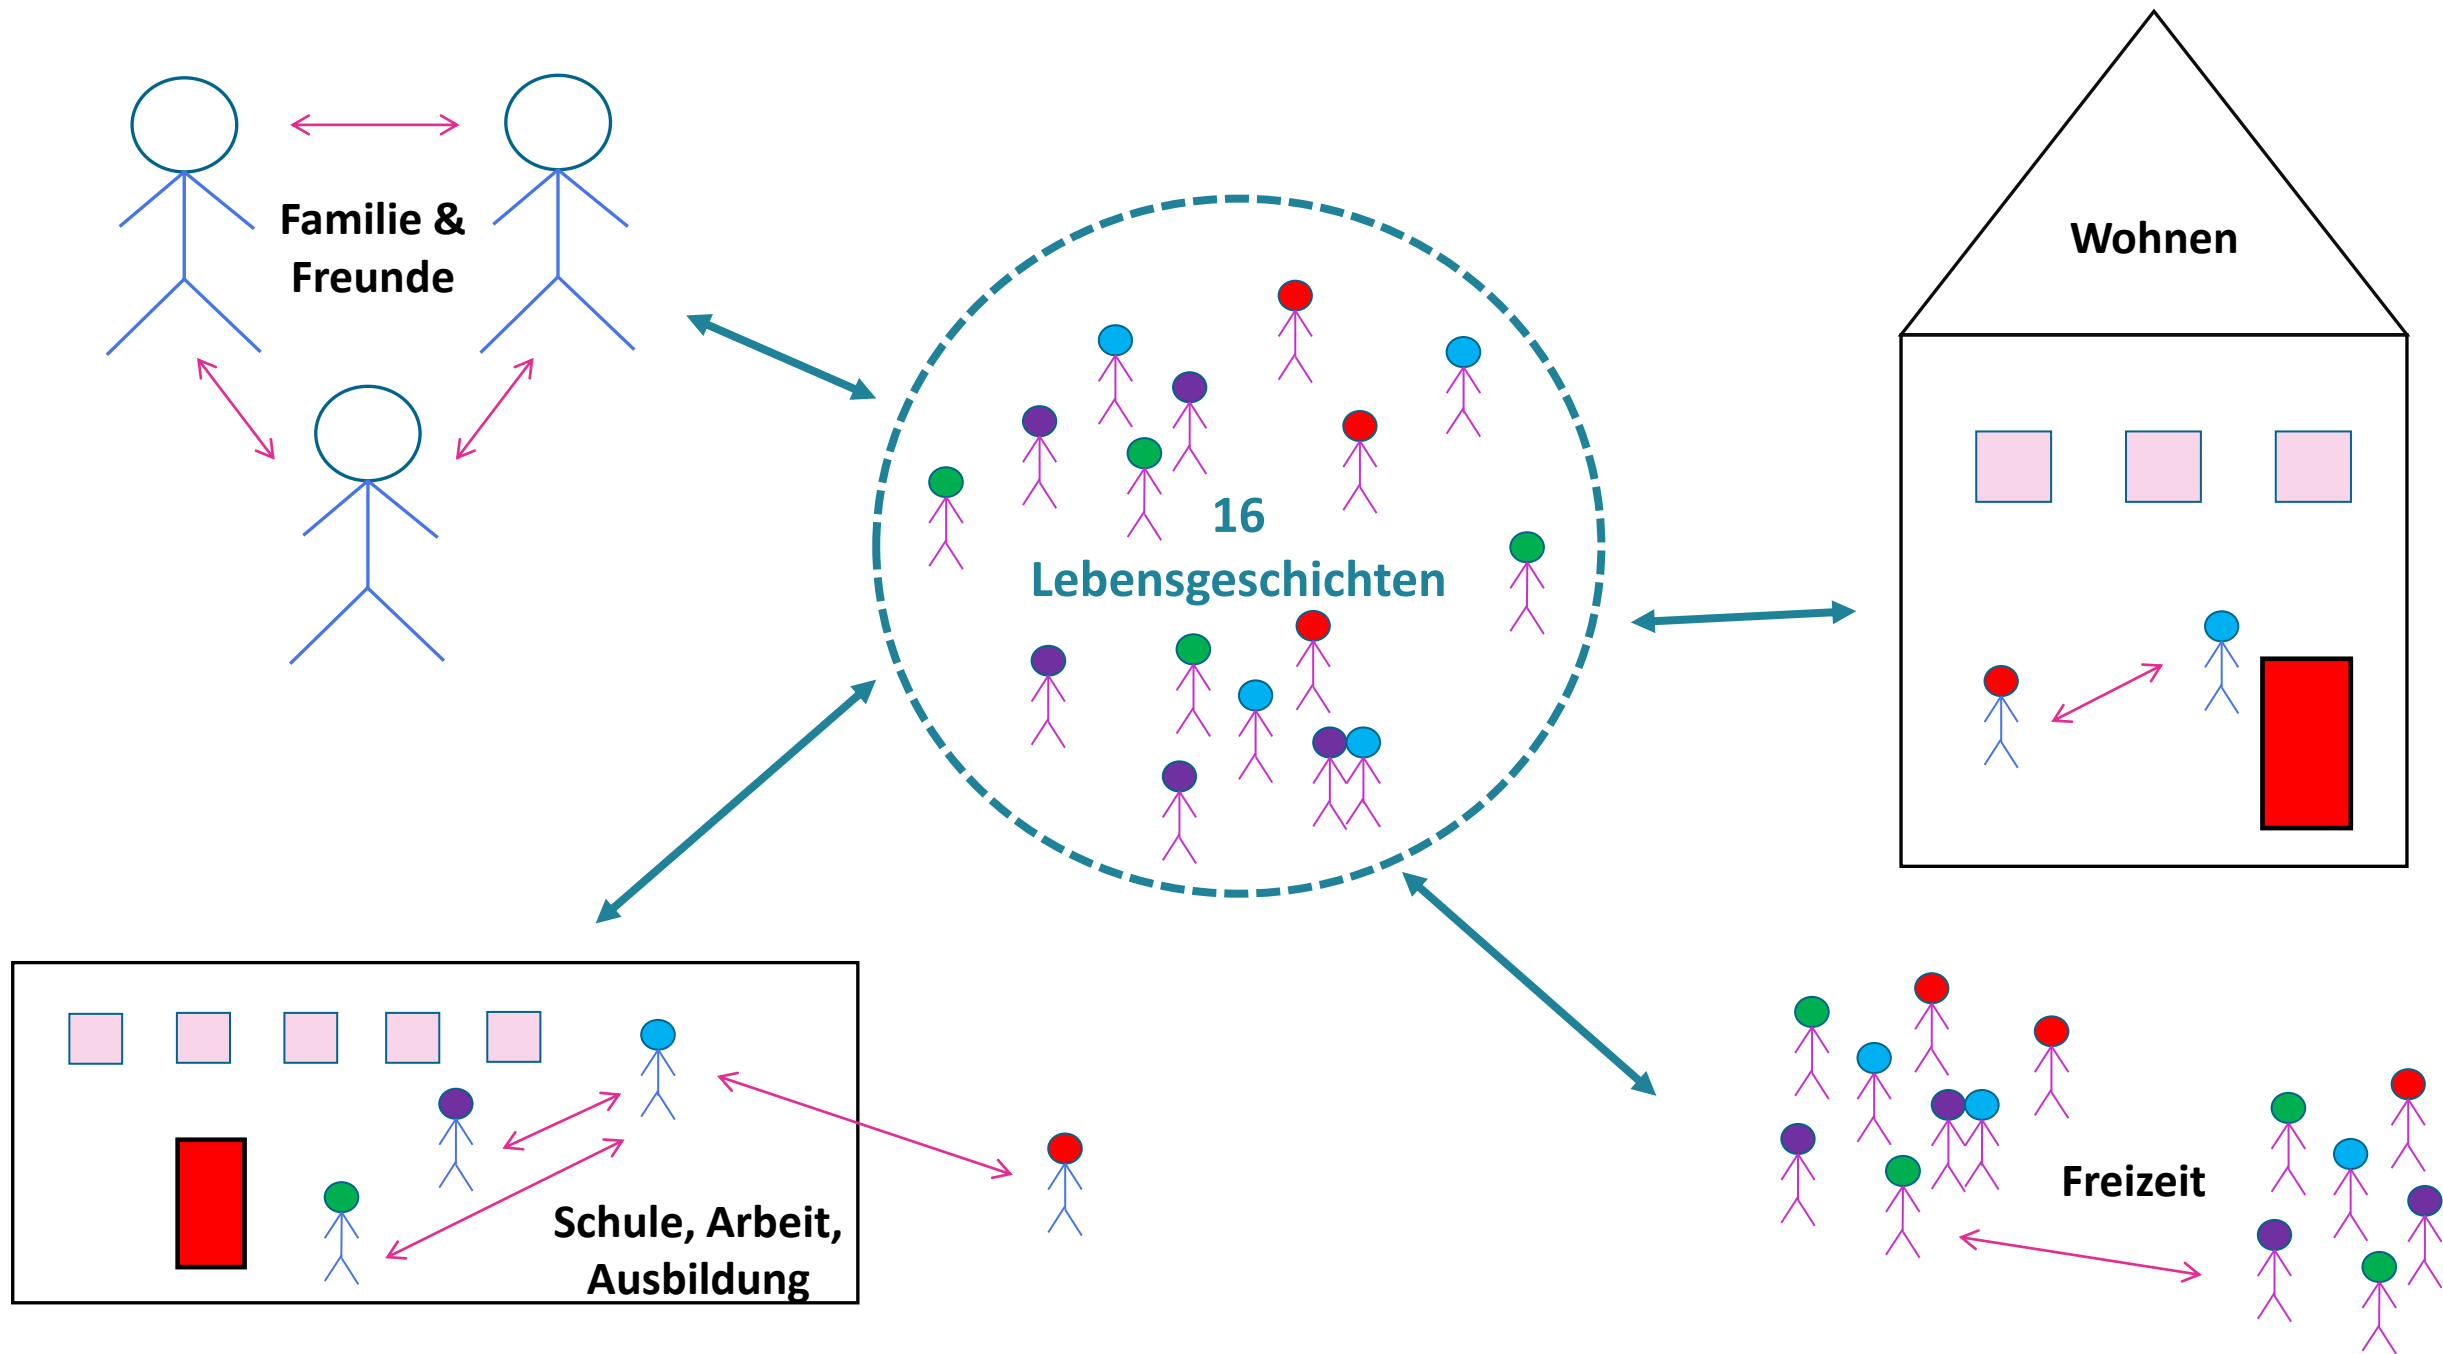 Familie &
Freunde
Wohnen
16
Lebensgeschichten
Schule, Arbeit,
Ausbildung
Freizeit